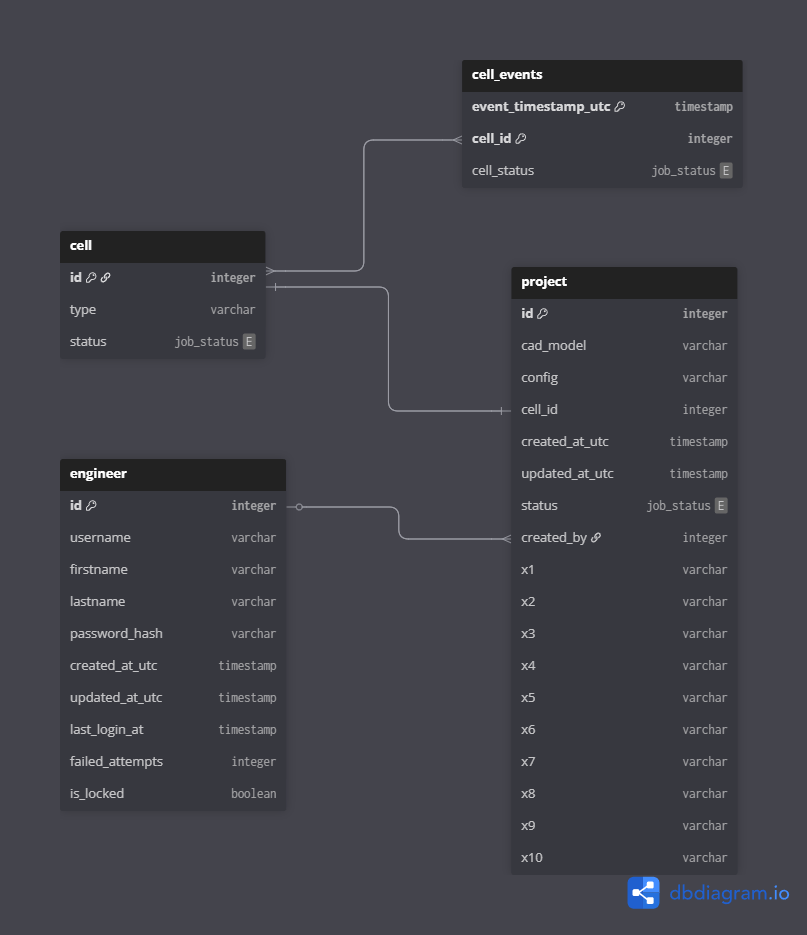 cell_events
event_timestamp_utc timestamp
cell_id integer
cell_status job_status E
cell
id integer
type varchar
status job_status E
project
id integer
cad_model varchar
config varchar
cell_id integer
created_at_utc timestamp
updated_at_utc timestamp
status job_status E
created_by integer
x1 varchar
x2 varchar
x3 varchar
x4 varchar
x5 varchar
x6 varchar
x7 varchar
x8 varchar
x9 varchar
x10 varchar
engineer
id integer
username varchar
firstname varchar
lastname varchar
password_hash varchar
created_at_utc timestamp
updated_at_utc timestamp
last_login_at timestamp
failed_attempts integer
is_locked boolean
dbdiagram.io